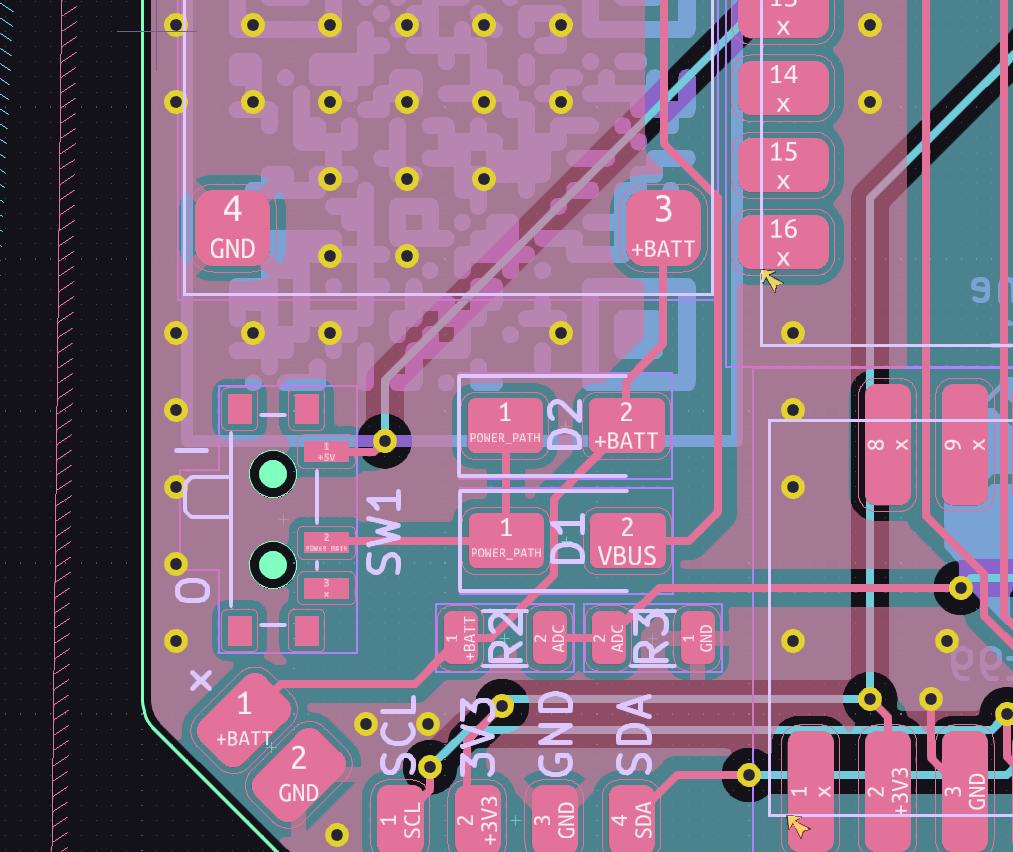 x
14
x
15
x
4
GND
3
+BATT
16
x
1
POWER_PATH
D2
2
+BATT
1
+5V
8
x
9
x
SW1
2
POWER_PATH
1
POWER_PATH
D1
2
VBUS
3
x
O
1
+BATT
R2
2
ADC
2
ADC
R3
1
GND
x
1
+BATT
2
GND
SCL
3V3
GND
SDA
1
SCL
2
+3V3
3
GND
4
SDA
1
x
2
+3V3
3
GND